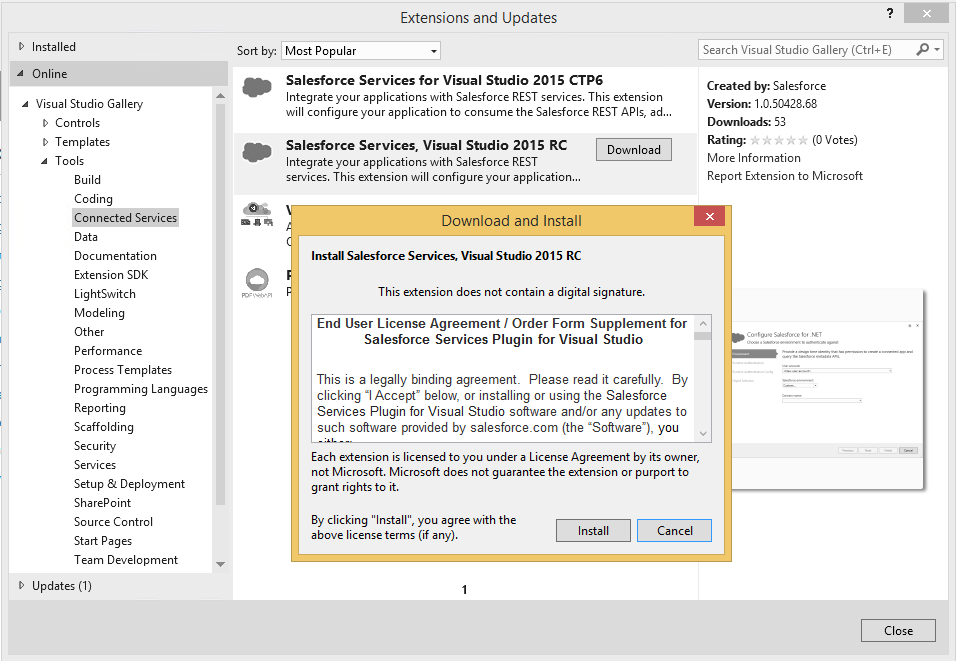 Extensions and Updates
?
Installed
Online
Visual Studio Gallery
Controls
Templates
Tools
Build
Coding
Connected Services
Data
Documentation
Extension SDK
LightSwitch
Modeling
Other
Performance
Process Templates
Programming Languages
Reporting
Scaffolding
Security
Services
Setup & Deployment
SharePoint
Source Control
Start Pages
Team Development
Updates (1)
Sort by: Most Popular
Salesforce Services for Visual Studio 2015 CTP6
Integrate your applications with Salesforce REST services. This extension
will configure your application to consume the Salesforce REST APIs, ad...
Salesforce Services, Visual Studio 2015 RC
Download
Integrate your applications with Salesforce REST
services. This extension will configure your application...
1
Search Visual Studio Gallery (Ctrl+E)
Created by: Salesforce
Version: 1.0.50428.68
Downloads: 53
Rating: (0 Votes)
More Information
Report Extension to Microsoft
Configure Salesforce for .NET
Download and Install
Install Salesforce Services, Visual Studio 2015 RC
This extension does not contain a digital signature.
End User License Agreement / Order Form Supplement for
Salesforce Services Plugin for Visual Studio
This is a legally binding agreement. Please read it carefully. By
clicking “I Accept” below, or installing or using the Salesforce
Services Plugin for Visual Studio software and/or any updates to
such software provided by salesforce.com (the “Software”), you
either:
Each extension is licensed to you under a License Agreement by its owner,
not Microsoft. Microsoft does not guarantee the extension or purport to
grant rights to it.
By clicking "Install", you agree with the
above license terms (if any).
Install
Cancel
Close